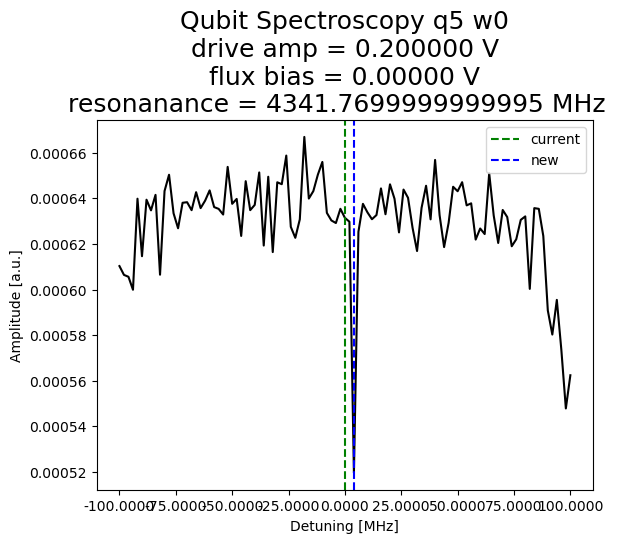 Qubit Spectroscopy q5 w0
drive amp = 0.200000 V
flux bias = 0.00000 V
resonanance = 4341.7699999999995 MHz
current
new
0.00066
0.00064
0.00062
0.00060
0.00058
0.00056
0.00054
0.00052
Amplitude [a.u.]
-100.0000 -75.0000 -50.0000 -25.0000 0.0000 25.0000 50.0000 75.0000 100.0000
Detuning [MHz]